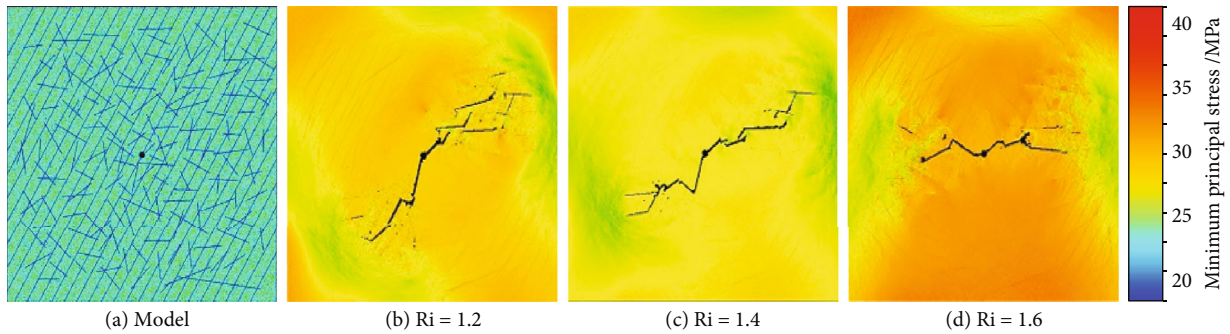 40
35
30
25
20
Minimum principal stress /MPa
(a) Model
(b) Ri = 1.2
(c) Ri = 1.4
(d) Ri = 1.6